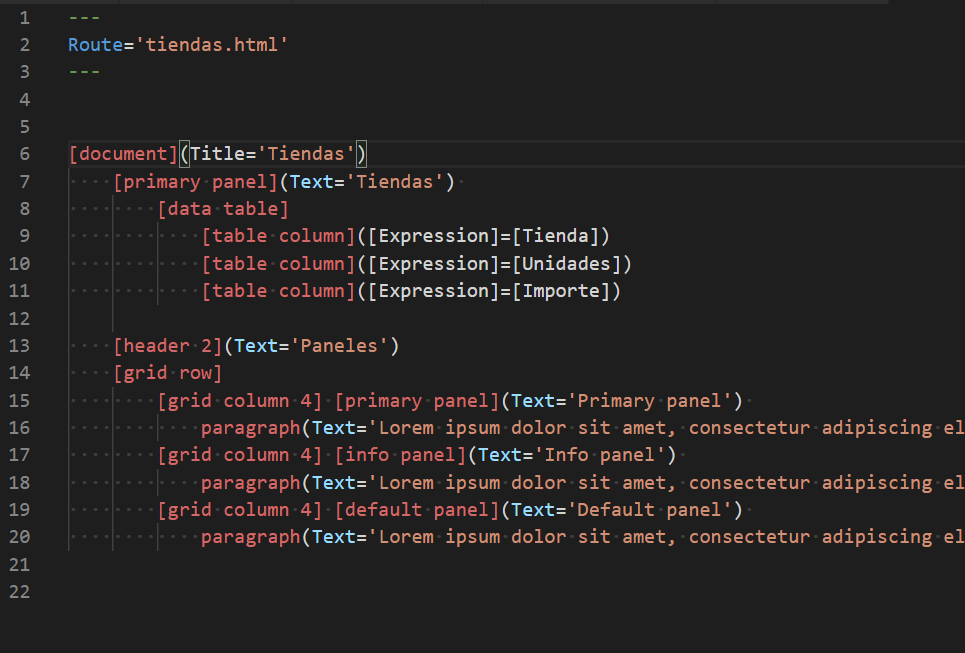 1 ---
2 Route='tiendas.html'
3 ---
4
5
6 [document](Title='Tiendas')
7     [primary panel](Text='Tiendas')
8         [data table]
9             [table column]([Expression]=[Tienda])
10             [table column]([Expression]=[Unidades])
11             [table column]([Expression]=[Importe])
12
13     [header 2](Text='Paneles')
14     [grid row]
15         [grid column 4] [primary panel](Text='Primary panel')
16             paragraph(Text='Lorem ipsum dolor sit amet, consectetur adipiscing el
17         [grid column 4] [info panel](Text='Info panel')
18             paragraph(Text='Lorem ipsum dolor sit amet, consectetur adipiscing el
19         [grid column 4] [default panel](Text='Default panel')
20             paragraph(Text='Lorem ipsum dolor sit amet, consectetur adipiscing el
21
22